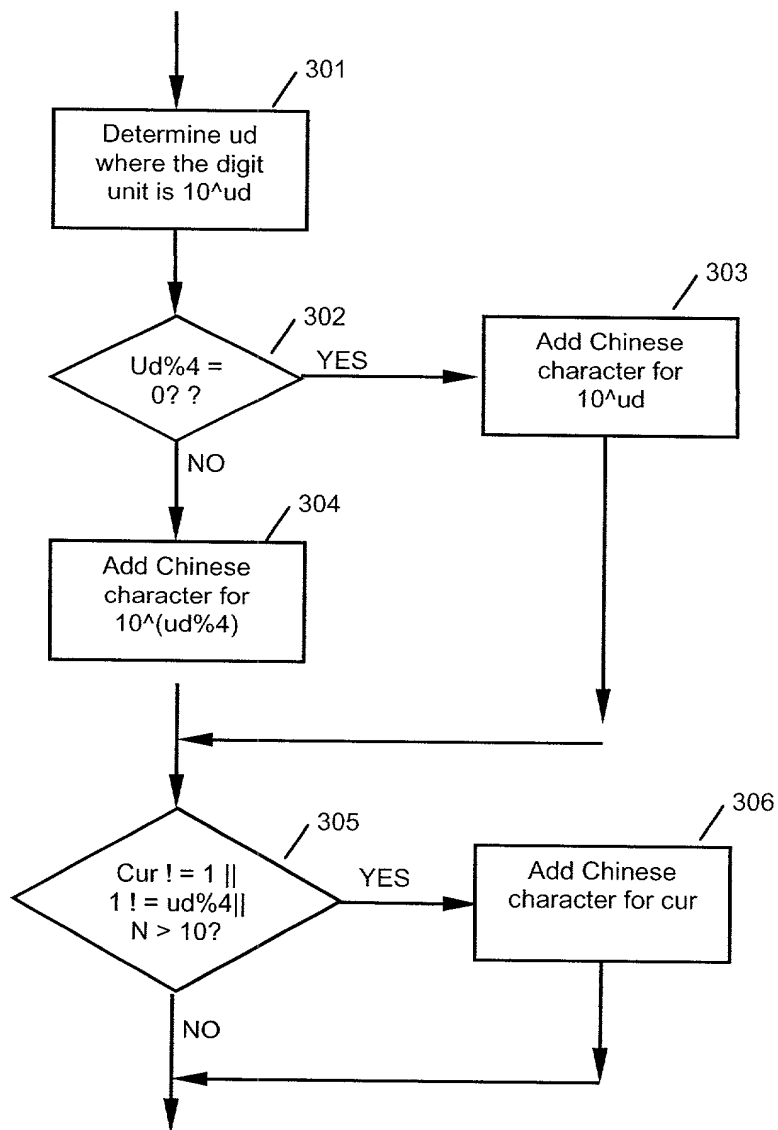 301
Determine ud
where the digit
unit is 10^ud
302
Ud%4 =
0? ?
YES
303
Add Chinese
character for
10^ud
NO
304
Add Chinese
character for
10^(ud%4)
305
Cur ! = 1 ||
1 ! = ud%4||
N > 10?
YES
306
Add Chinese
character for cur
NO